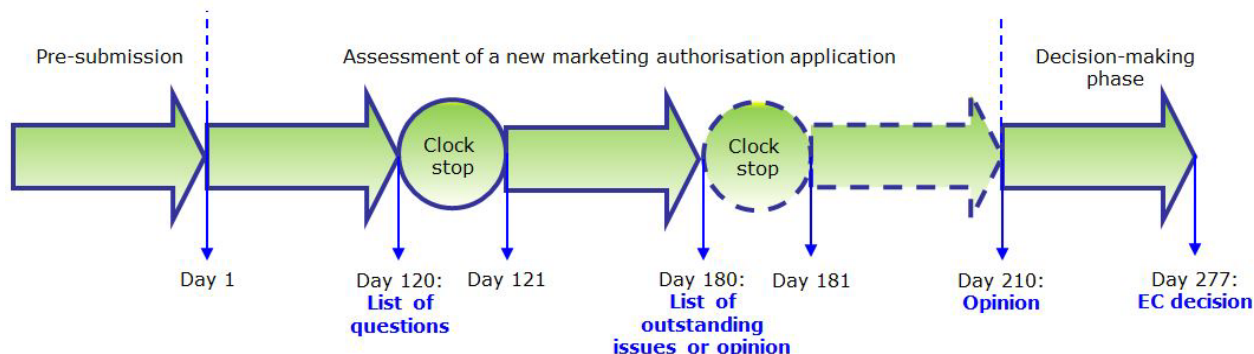 Pre-submission
Assessment of a new marketing authorisation application
Decision-making
phase
Clock
stop
Clock
stop
Day 1
Day 120:
List of
questions
Day 121
Day 180:
List of
outstanding
issues or opinion
Day 181
Day 210:
Opinion
Day 277:
EC decision